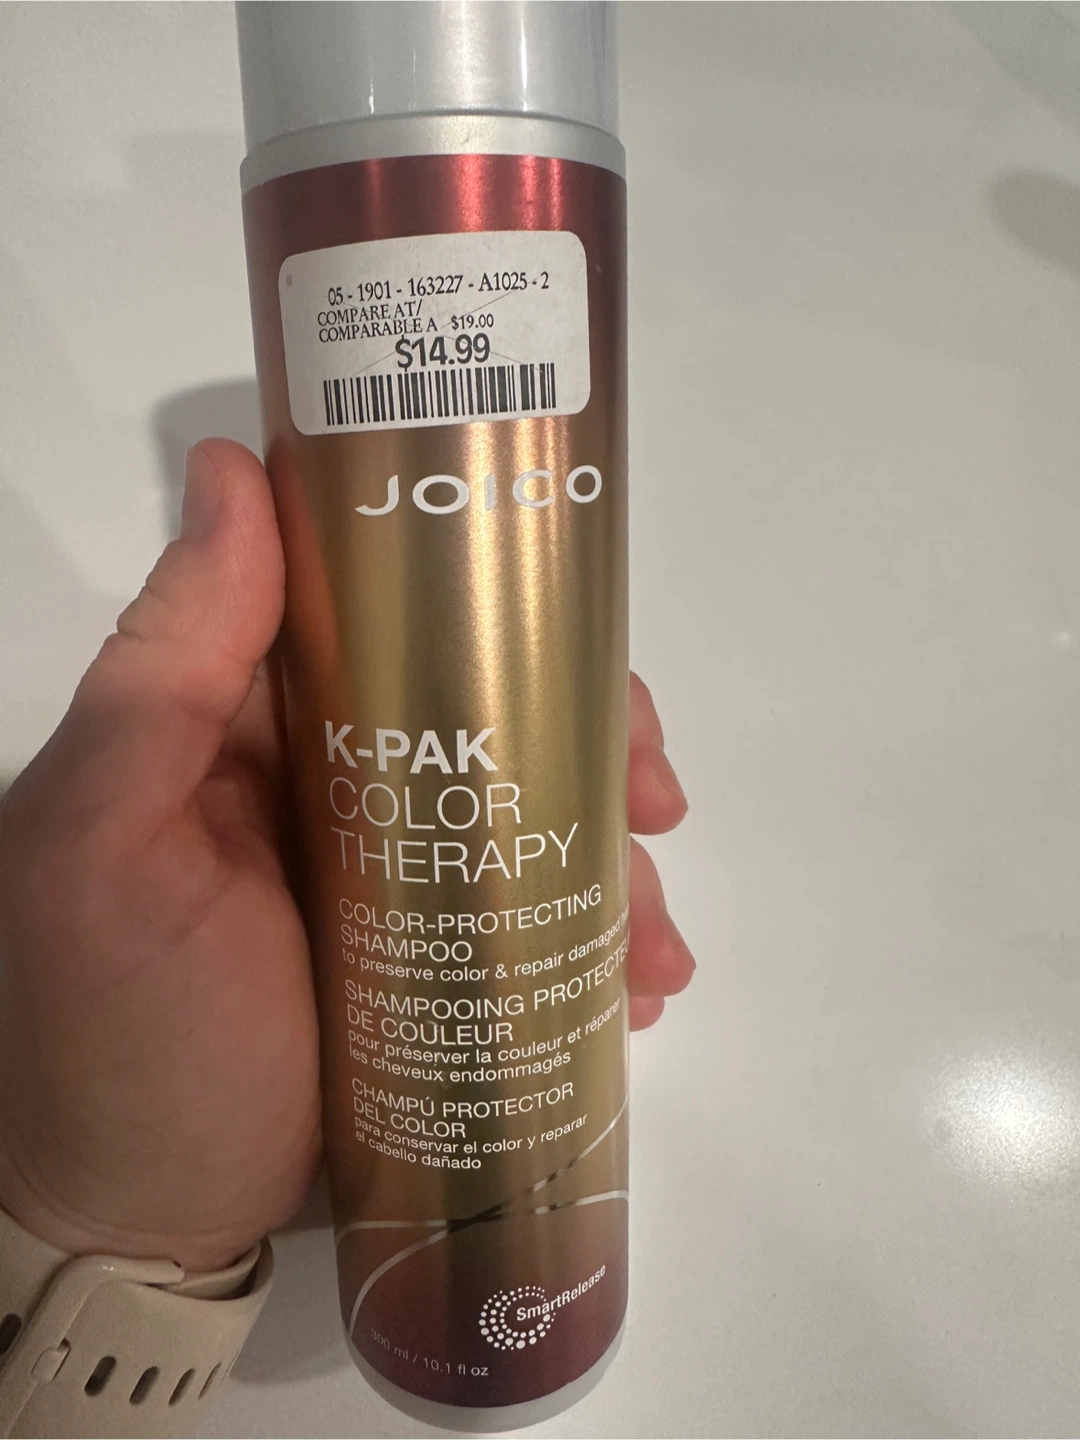 05 - 1901 - 163227 - A1025 - 2
COMPARE AT/
COMPARABLE A $19.00
$14.99
JOICO
K-PAK
COLOR
THERAPY
COLOR-PROTECTING
SHAMPOO
to preserve color & repair damaged
SHAMPOOING
DE COULEUR
pour préserver la couleur et réparer
les cheveux endommagés
CHAMPÚ PROTECTOR
DEL COLOR
para conservar el color y reparar
el cabello dañado
SmartRelease
300 ml / 10.1 fl oz